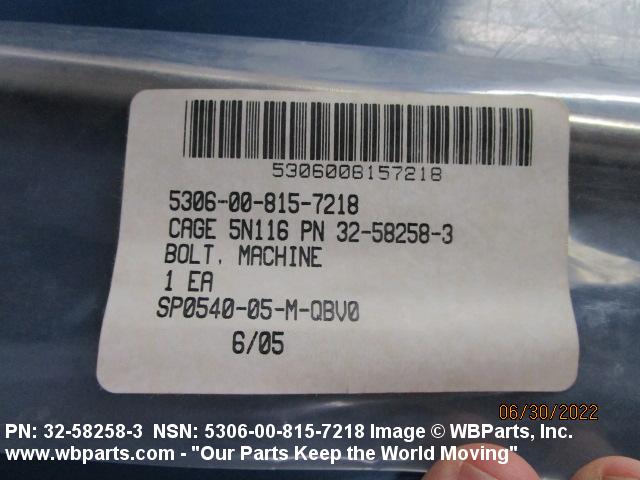 5306008157218
5306-00-815-7218
CAGE 5N116 PN 32-58258-3
BOLT, MACHINE
1 EA
SP0540-05-M-QBV0
6/05
06/30/2022
PN: 32-58258-3 NSN: 5306-00-815-7218 Image © WBParts, Inc.
www.wbparts.com - "Our Parts Keep the World Moving"